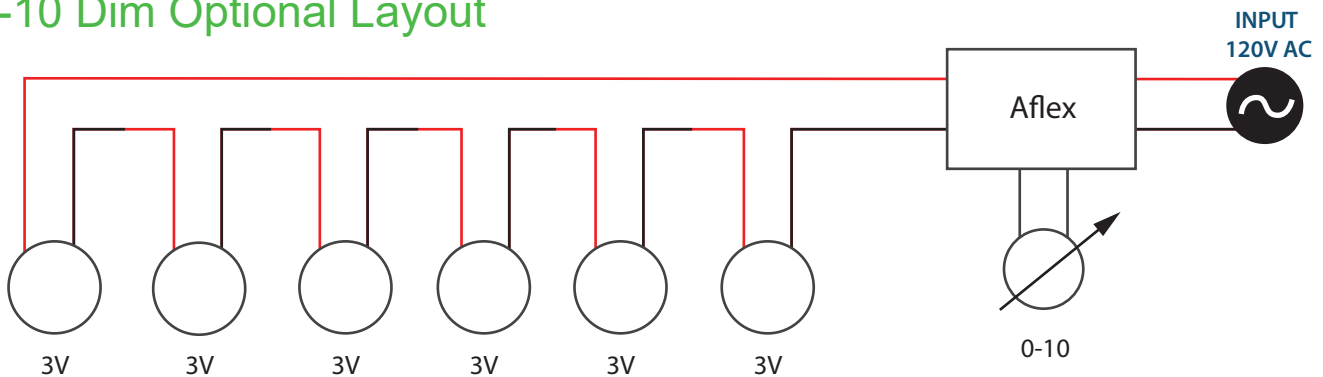 -10 Dim Optional Layout
INPUT
120V AC
Aflex
0-10
3V 3V 3V 3V 3V 3V